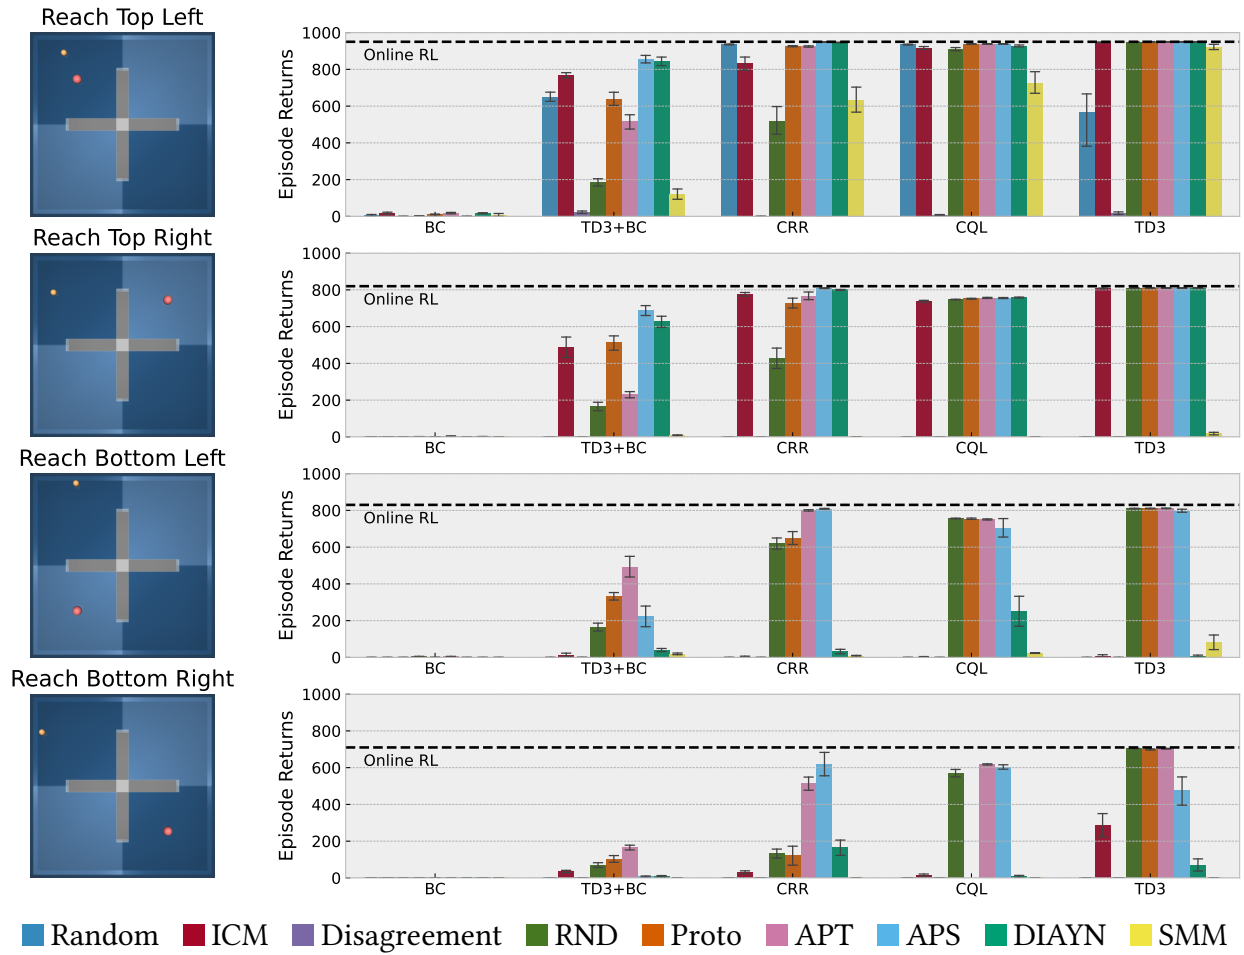 Reach Top Left
Episode Returns
1000
800
600
400
200
0
Online RL
BC TD3+BC CRR CQL TD3
Reach Top Right
Episode Returns
1000
800
600
400
200
0
Online RL
BC TD3+BC CRR CQL TD3
Reach Bottom Left
Episode Returns
1000
800
600
400
200
0
Online RL
BC TD3+BC CRR CQL TD3
Reach Bottom Right
Episode Returns
1000
800
600
400
200
0
Online RL
BC TD3+BC CRR CQL TD3
Random ICM Disagreement RND Proto APT APS DIAYN SMM